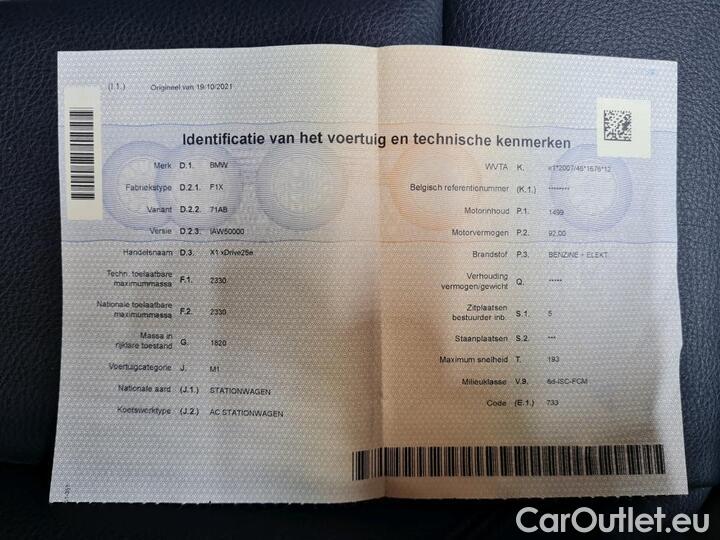 (I.1.) Origineel van 19/10/2021
Identificatie van het voertuig en technische kenmerken
Merk D.1. BMW
Fabriekstype D.2.1. F1X
Variant D.2.2. 71AB
Versie D.2.3. IAW50000
Handelsnaam D.3. X1 xDrive25e
Techn. toelaatbare
maximummassa F.1. 2330
Nationale toelaatbare
maximummassa F.2. 2330
Massa in
rijklare toestand G. 1820
Voertuigcategorie J. M1
Nationale aard (J.1.) STATIONWAGEN
Koetswerktype (J.2.) AC STATIONWAGEN
WVTA K. e1*2007/46*1676*12
Belgisch referentienummer (K.1.) ********
Motorinhoud P.1. 1499
Motorvermogen P.2. 92.00
Brandstof P.3. BENZINE + ELEKT.
Verhouding
vermogen/gewicht Q. *****
Zitplaatsen
bestuurder inb. S.1. 5
Staanplaatsen S.2. ***
Maximum snelheid T. 193
Milieuklasse V.9. 6d-ISC-FCM
Code (E.1.) 733
CarOutlet.eu